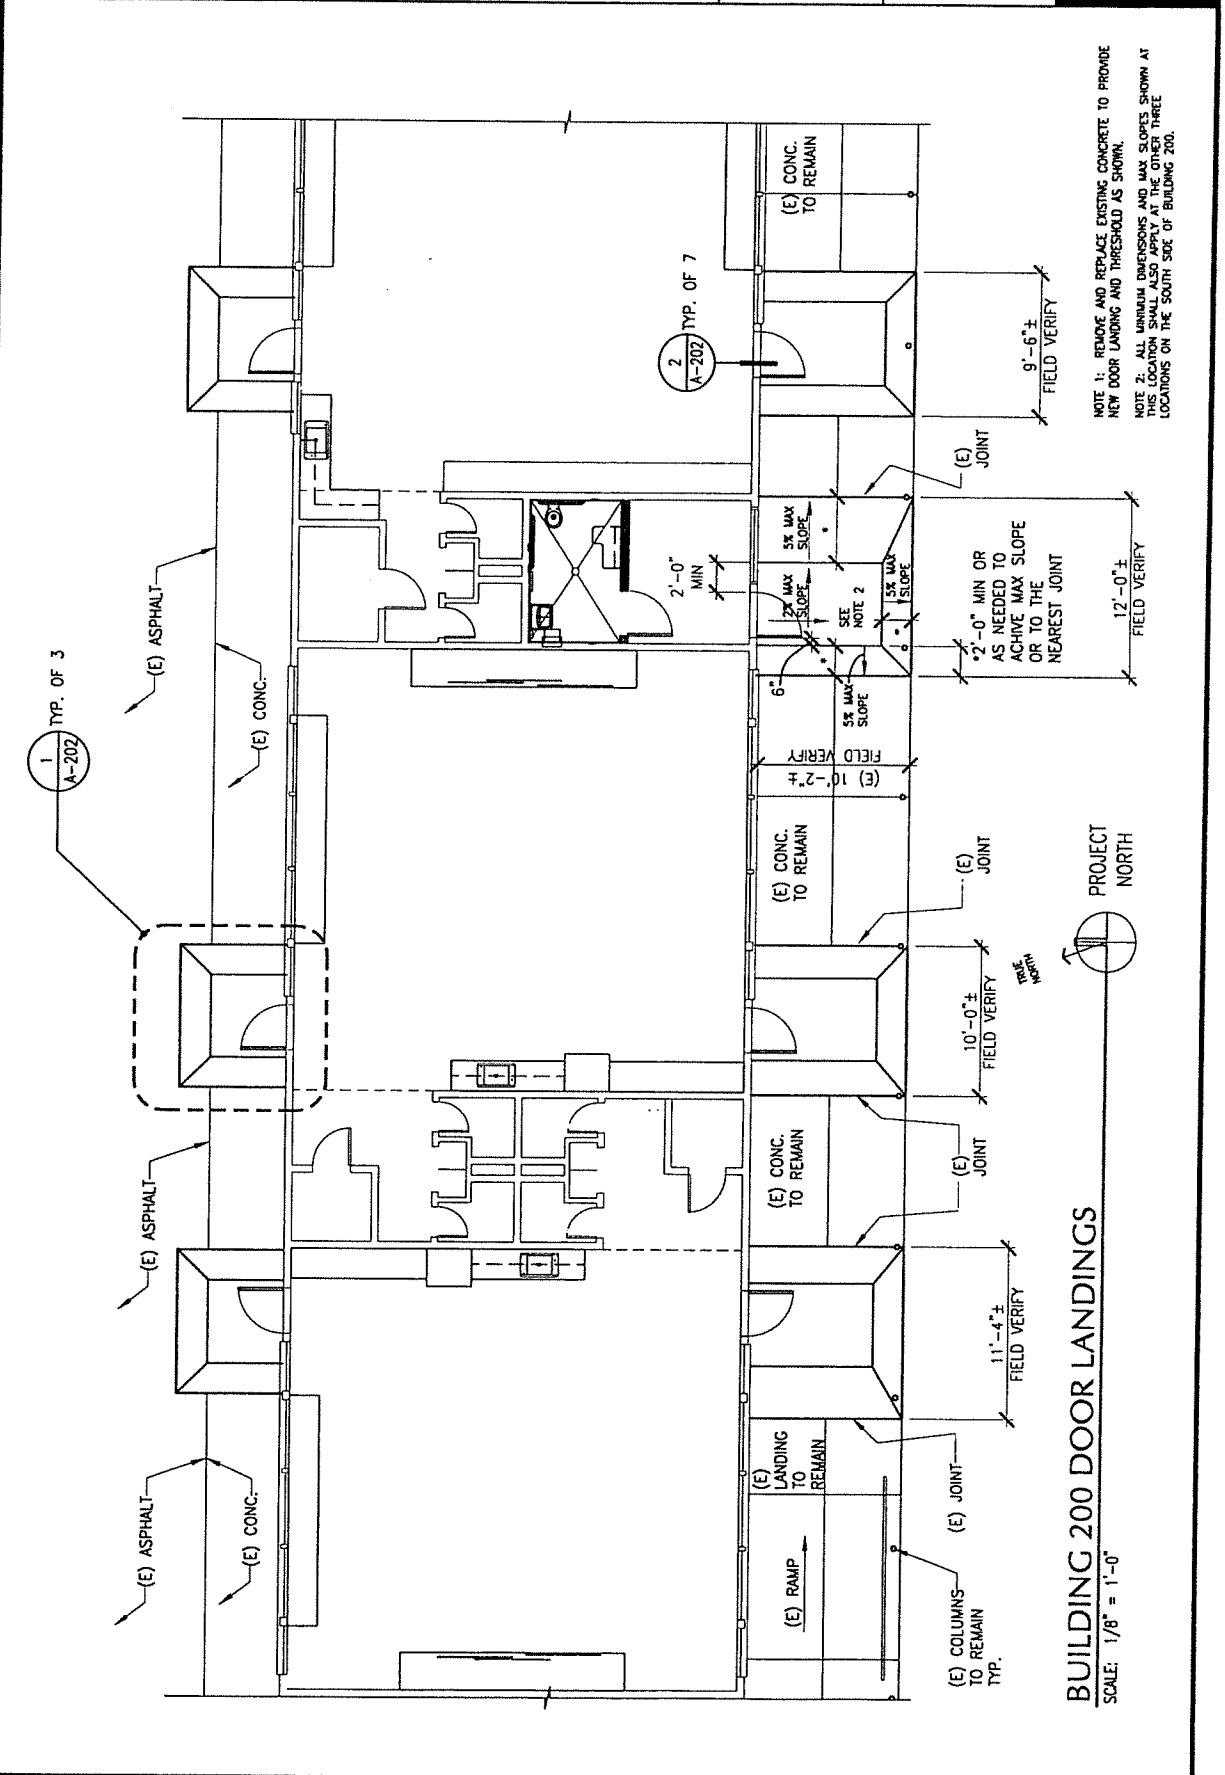 1
A-202
TYP. OF 3
(E) ASPHALT
(E) CONC.
(E) ASPHALT
(E) ASPHALT
(E) CONC.
2
A-202
TYP. OF 7
(E) RAMP
(E)
LANDING
TO
REMAIN
(E) CONC.
TO REMAIN
(E) CONC.
TO REMAIN
(E) 10'-2"±
FIELD VERIFY
5% MAX
SLOPE
6"
*
2'-0"
MIN
2% MAX
SLOPE
SEE
NOTE 2
5% MAX
SLOPE
*
5% MAX
SLOPE
*
(E) CONC.
TO REMAIN
(E) COLUMNS
TO REMAIN
TYP.
(E) JOINT
11'-4"±
FIELD VERIFY
(E)
JOINT
10'-0"±
FIELD VERIFY
(E)
JOINT
*2'-0" MIN OR
AS NEEDED TO
ACHIVE MAX SLOPE
OR TO THE
NEAREST JOINT
(E)
JOINT
12'-0"±
FIELD VERIFY
9'-6"±
FIELD VERIFY
TRUE
NORTH
PROJECT
NORTH
NOTE 1: REMOVE AND REPLACE EXISTING CONCRETE TO PROVIDE
NEW DOOR LANDING AND THRESHOLD AS SHOWN.
NOTE 2: ALL MINIMUM DIMENSIONS AND MAX SLOPES SHOWN AT
THIS LOCATION SHALL ALSO APPLY AT THE OTHER THREE
LOCATIONS ON THE SOUTH SIDE OF BUILDING 200.
BUILDING 200 DOOR LANDINGS
SCALE: 1/8" = 1'-0"